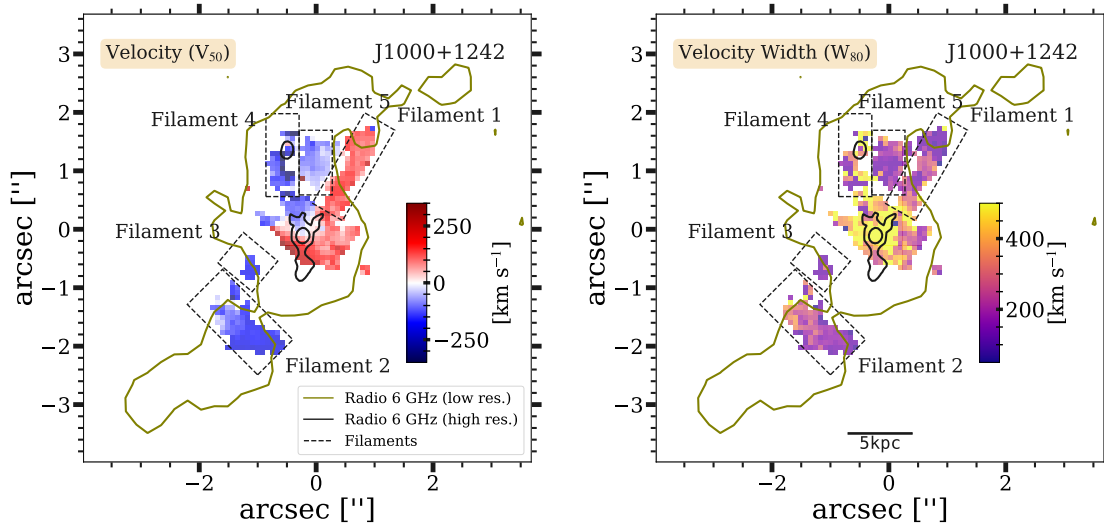 Velocity (V50)
J1000+1242
Filament 5
Filament 4
Filament 1
Filament 3
Filament 2
3
2
1
0
−1
−2
−3
arcsec ['']
−2
0
2
arcsec ['']
250
0
−250
[km s⁻¹]
Radio 6 GHz (low res.)
Radio 6 GHz (high res.)
Filaments
Velocity Width (W80)
J1000+1242
Filament 5
Filament 4
Filament 1
Filament 3
Filament 2
3
2
1
0
−1
−2
−3
arcsec ['']
−2
0
2
arcsec ['']
400
200
[km s⁻¹]
5kpc